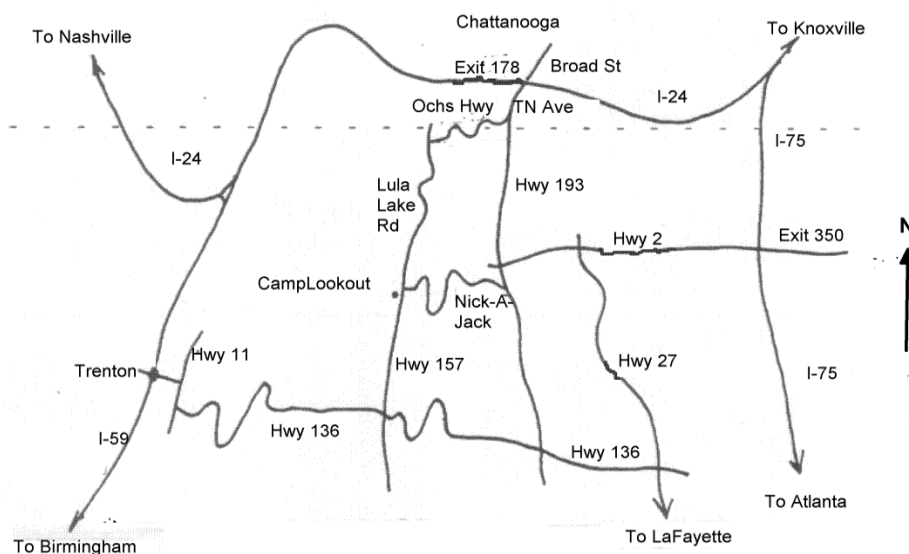 Chattanooga
To Nashville
To Knoxville
Exit 178
Broad St
I-24
Ochs Hwy
TN Ave
I-75
I-24
Lula
Lake
Rd
Hwy 193
N
Hwy 2
Exit 350
CampLookout
Nick-A-
Jack
Trenton
Hwy 11
Hwy 157
Hwy 27
I-75
I-59
Hwy 136
Hwy 136
To Atlanta
To Birmingham
To LaFayette